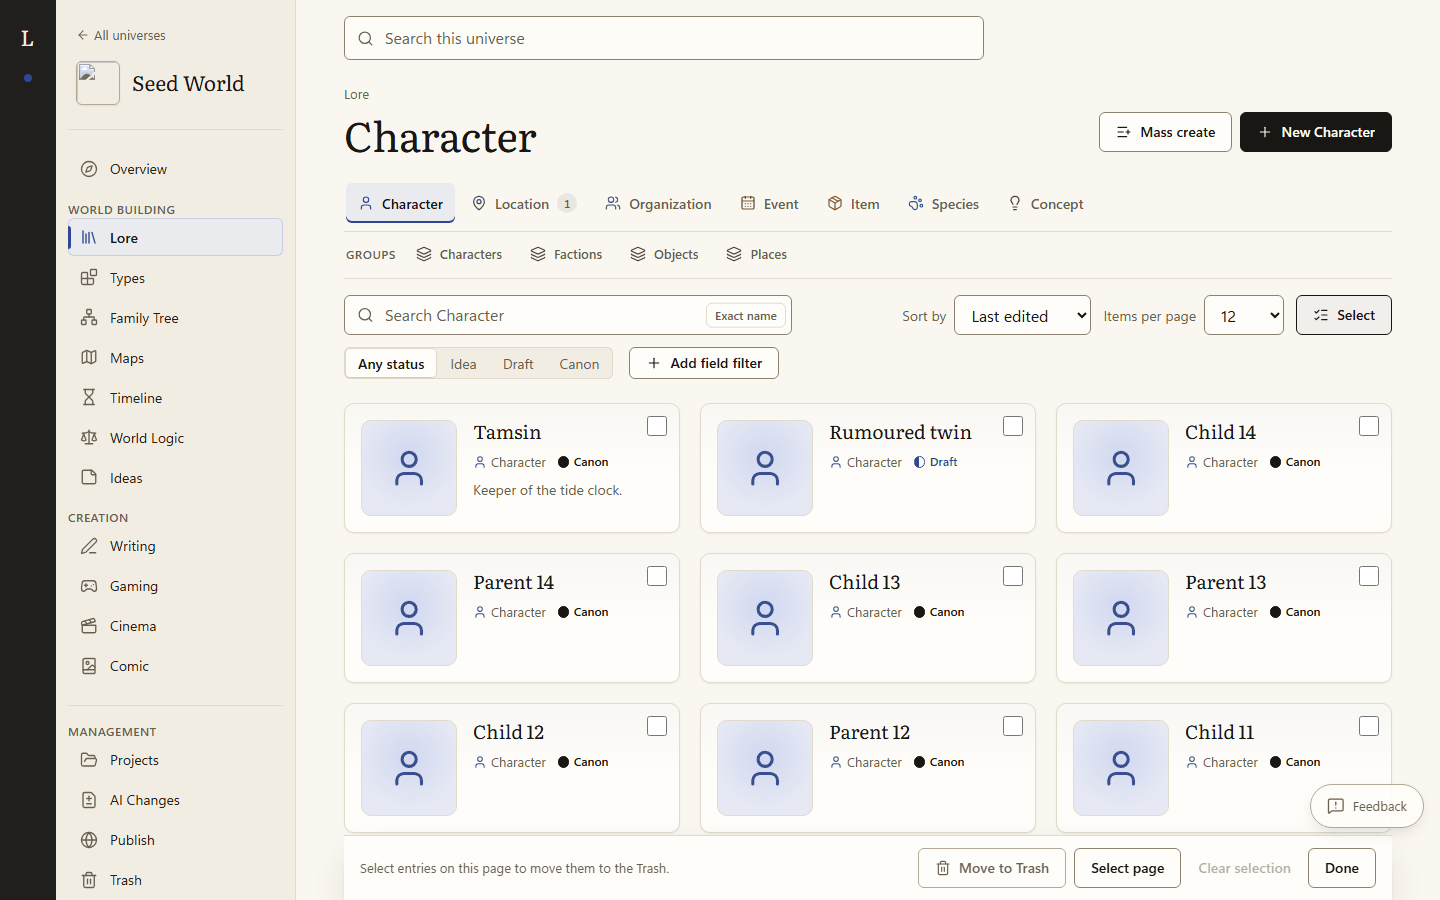 L
All universes
Seed World
Overview
WORLD BUILDING
Lore
Types
Family Tree
Maps
Timeline
World Logic
Ideas
CREATION
Writing
Gaming
Cinema
Comic
MANAGEMENT
Projects
AI Changes
Publish
Trash
Search this universe
Lore
Character
Mass create
New Character
Character Location 1 Organization Event Item Species Concept
GROUPS Characters Factions Objects Places
Search Character Exact name
Sort by Last edited Items per page 12 Select
Any status Idea Draft Canon Add field filter
Tamsin
Character Canon
Keeper of the tide clock.
Rumoured twin
Character Draft
Child 14
Character Canon
Parent 14
Character Canon
Child 13
Character Canon
Parent 13
Character Canon
Child 12
Character Canon
Parent 12
Character Canon
Child 11
Character Canon
Feedback
Select entries on this page to move them to the Trash.
Move to Trash Select page Clear selection Done